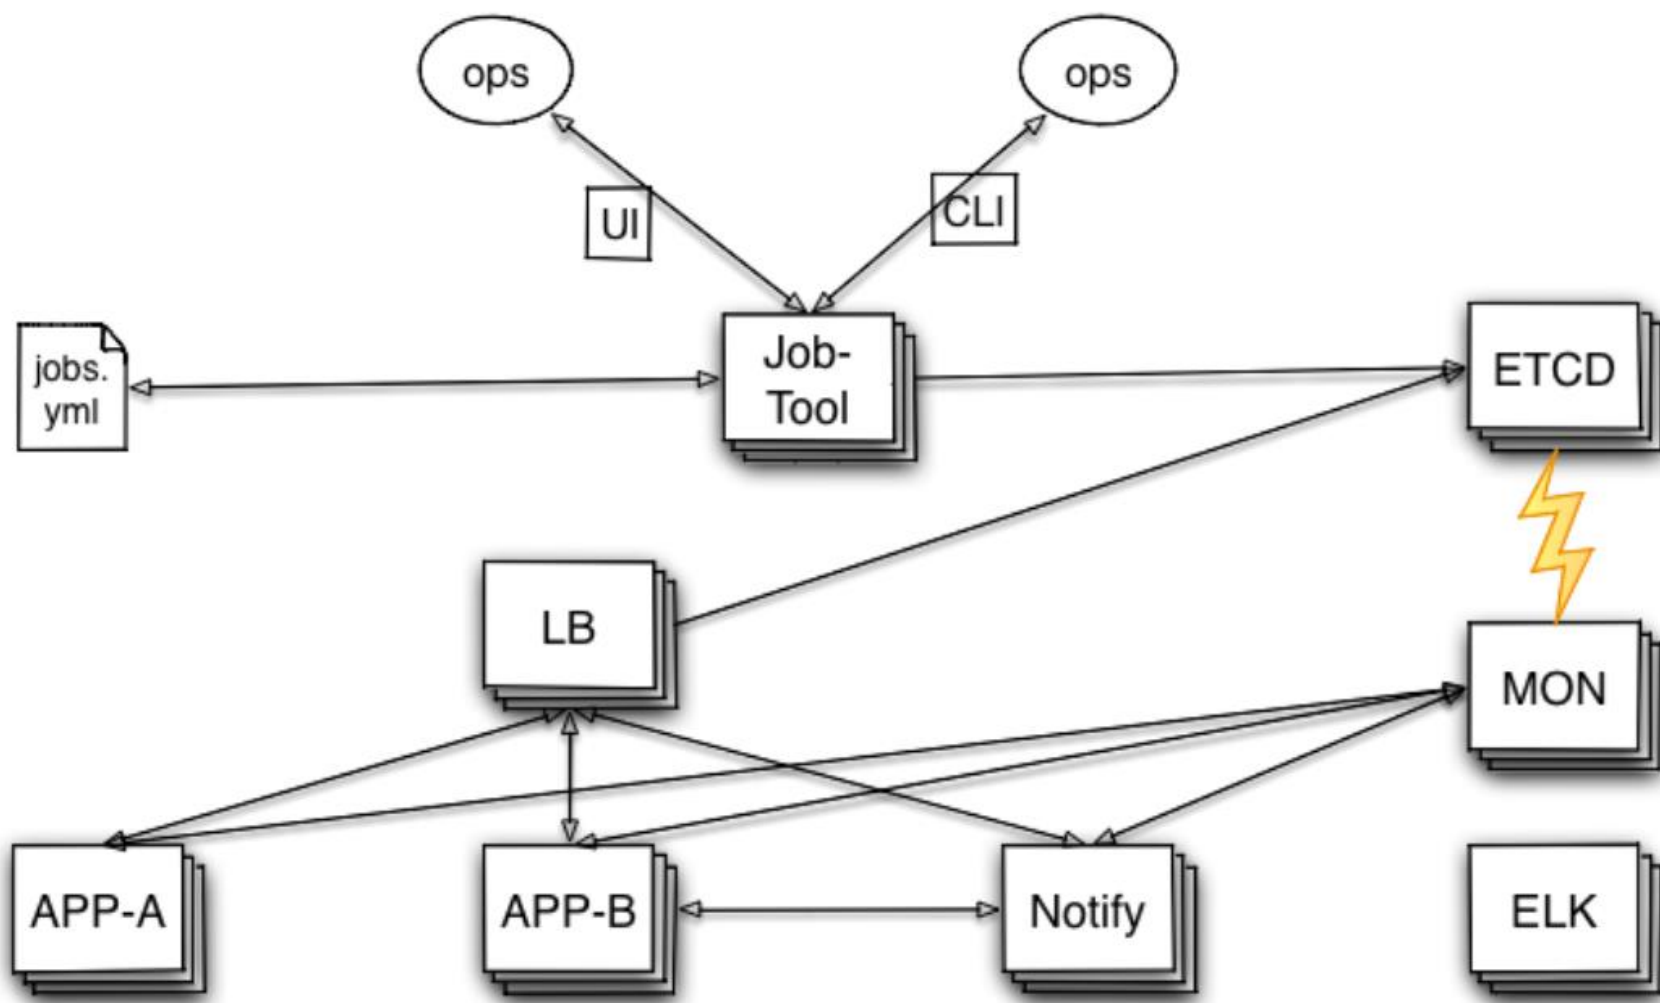 ops
ops
UI
CLI
jobs.
yml
Job-
Tool
ETCD
LB
MON
APP-A
APP-B
Notify
ELK